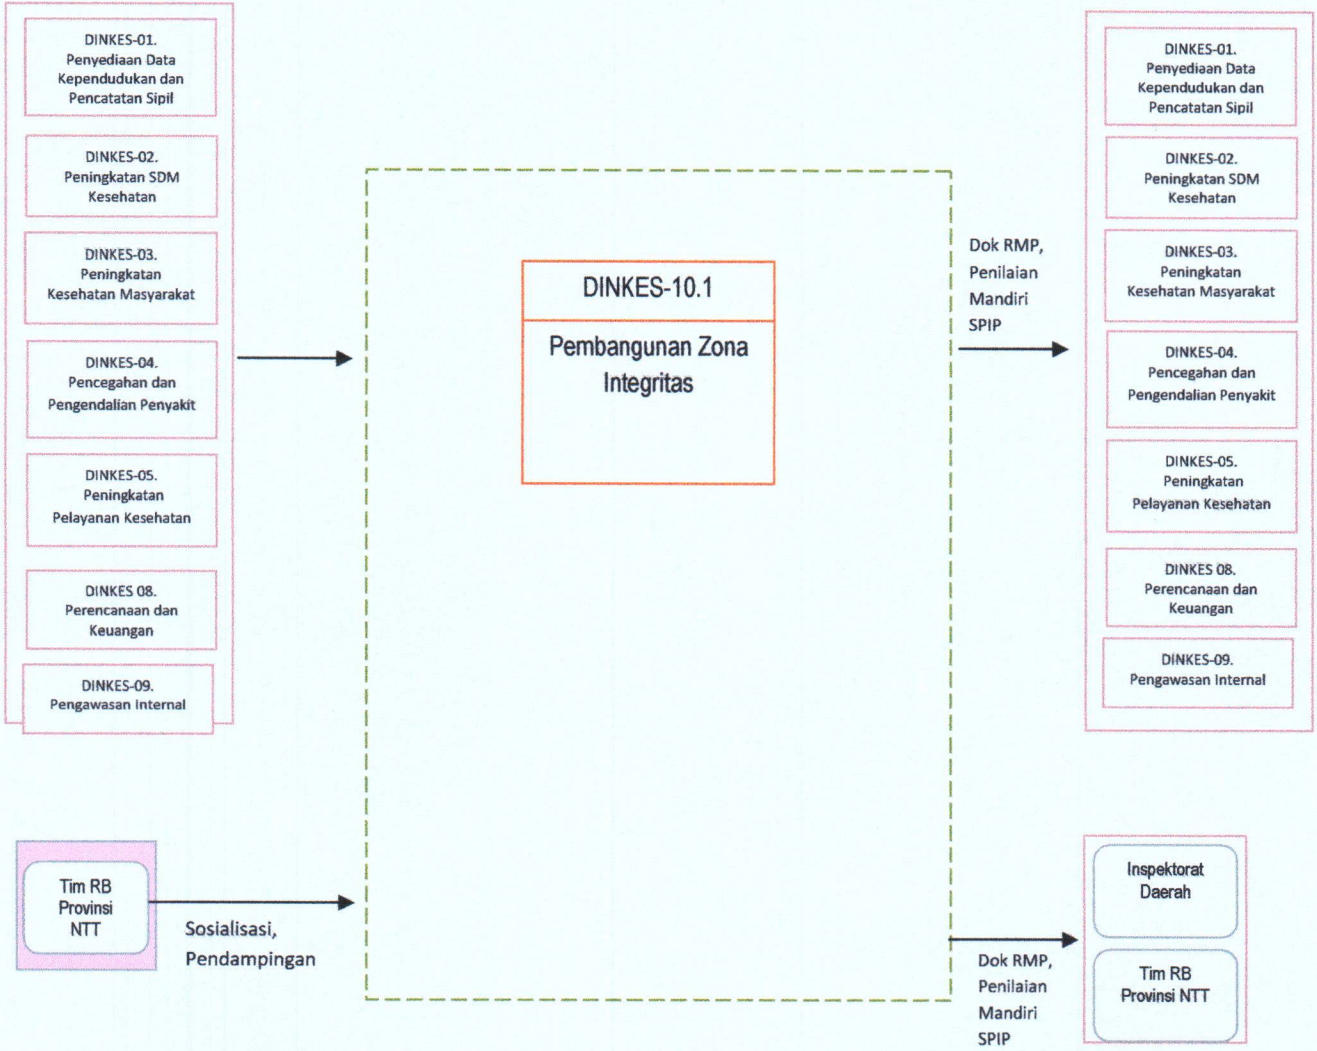 DINKES-01.
Penyediaan Data
Kependudukan dan
Pencatatan Sipil
DINKES-02.
Peningkatan SDM
Kesehatan
DINKES-03.
Peningkatan
Kesehatan Masyarakat
DINKES-04.
Pencegahan dan
Pengendalian Penyakit
DINKES-05.
Peningkatan
Pelayanan Kesehatan
DINKES 08.
Perencanaan dan
Keuangan
DINKES-09.
Pengawasan Internal
Tim RB
Provinsi
NTT
Sosialisasi,
Pendampingan
DINKES-10.1
Pembangunan Zona
Integritas
Dok RMP,
Penilaian
Mandiri
SPIP
Dok RMP,
Penilaian
Mandiri
SPIP
DINKES-01.
Penyediaan Data
Kependudukan dan
Pencatatan Sipil
DINKES-02.
Peningkatan SDM
Kesehatan
DINKES-03.
Peningkatan
Kesehatan Masyarakat
DINKES-04.
Pencegahan dan
Pengendalian Penyakit
DINKES-05.
Peningkatan
Pelayanan Kesehatan
DINKES 08.
Perencanaan dan
Keuangan
DINKES-09.
Pengawasan Internal
Inspektorat
Daerah
Tim RB
Provinsi NTT